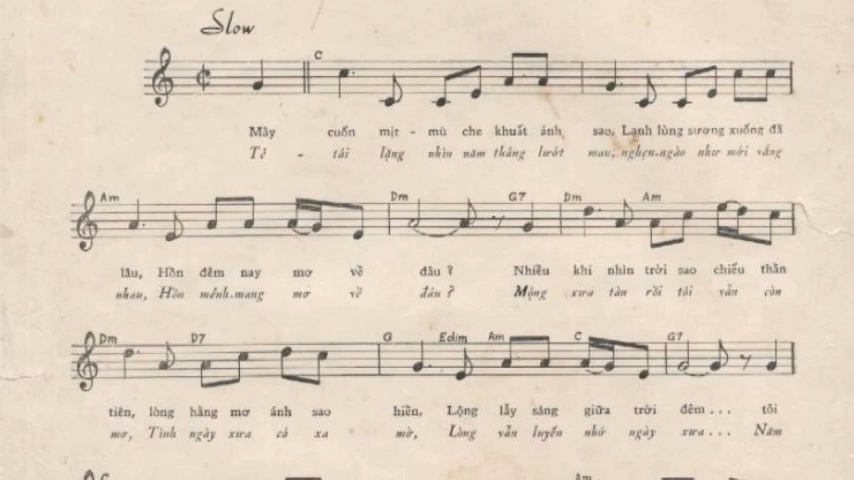 Slow
C
Mây cuốn mịt - mù che khuất ánh sao, Lạnh lùng sương xuống đã
Tê - tái lặng nhìn năm tháng lướt mau, nghẹn-ngào như mới vắng
Am Dm G7 Dm Am
lâu, Hồn đêm nay mơ về đâu ? Nhiều khi nhìn trời sao chiếu thần
nhau, Hồn mênh-mang mơ về đâu ? Mộng xưa tàn rồi tôi vẫn còn
Dm D7 G Edim Am C G7
tiên, lòng hằng mơ ánh sao hiền, Lộng lẫy sáng giữa trời đêm . . . tôi
mơ, Tình ngày xưa có xa mờ, Lòng vẫn luyến nhớ ngày xưa . . . Năm
C Am